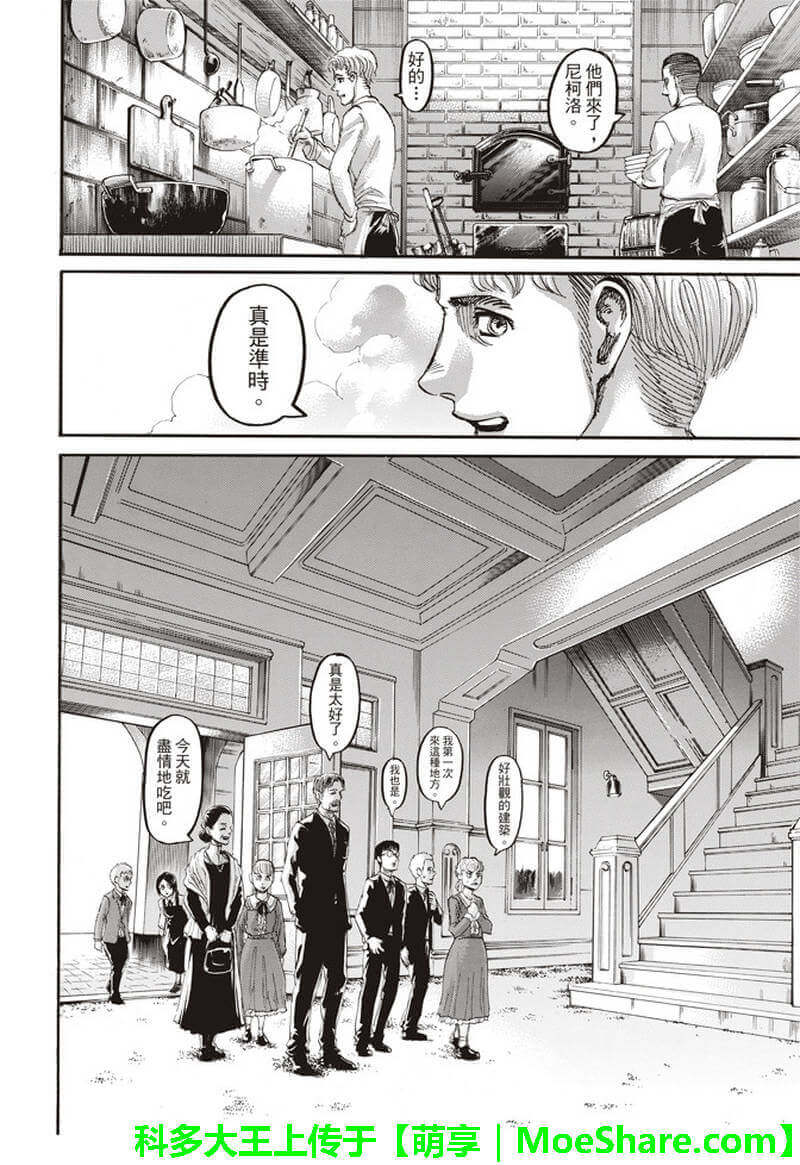 他們來了，
尼柯洛。
好的…
真是準時。
好壯觀的建築。
我第一次
來這種地方。
我也是。
真是太好了。
今天就
盡情地吃吧。
科多大王上传于【萌享｜MoeShare.com】